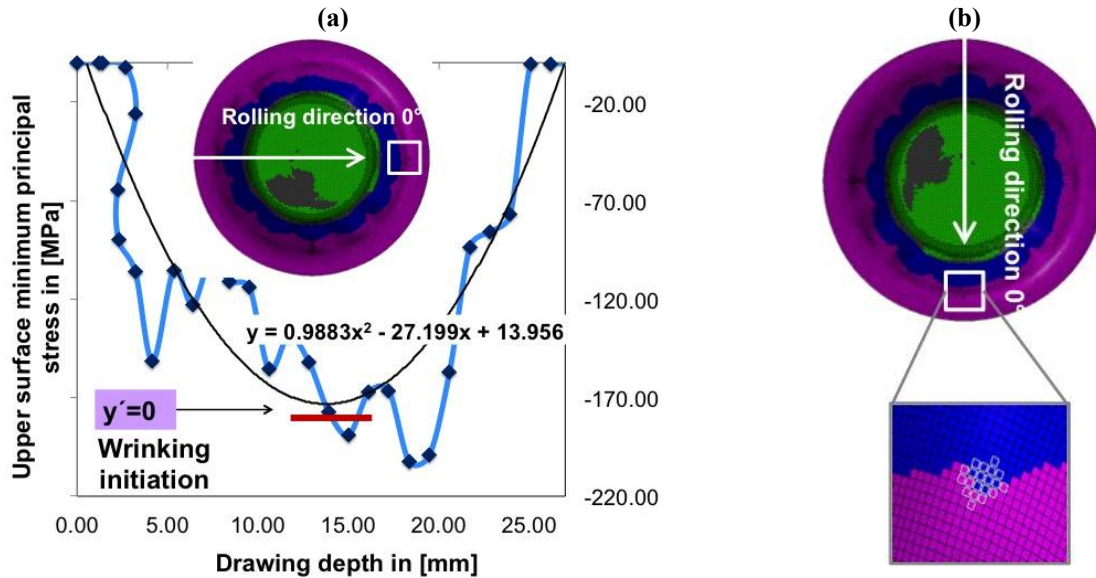 (a)
(b)
Rolling direction 0°
Rolling direction 0°
Upper surface minimum principal
stress in [MPa]
-20.00
-70.00
-120.00
-170.00
-220.00
y = 0.9883x² - 27.199x + 13.956
y´=0
Wrinking
initiation
0.00 5.00 10.00 15.00 20.00 25.00
Drawing depth in [mm]